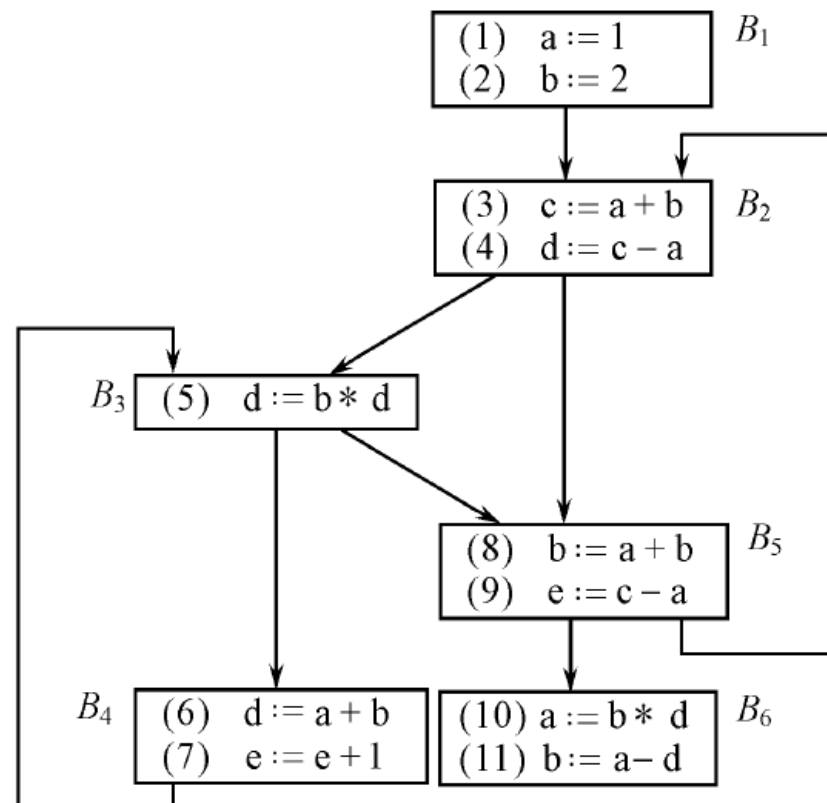 (1) a := 1
(2) b := 2
B₁
(3) c := a + b
(4) d := c − a
B₂
B₃
(5) d := b * d
(8) b := a + b
(9) e := c − a
B₅
B₄
(6) d := a + b
(7) e := e + l
(10) a := b * d
(11) b := a − d
B₆